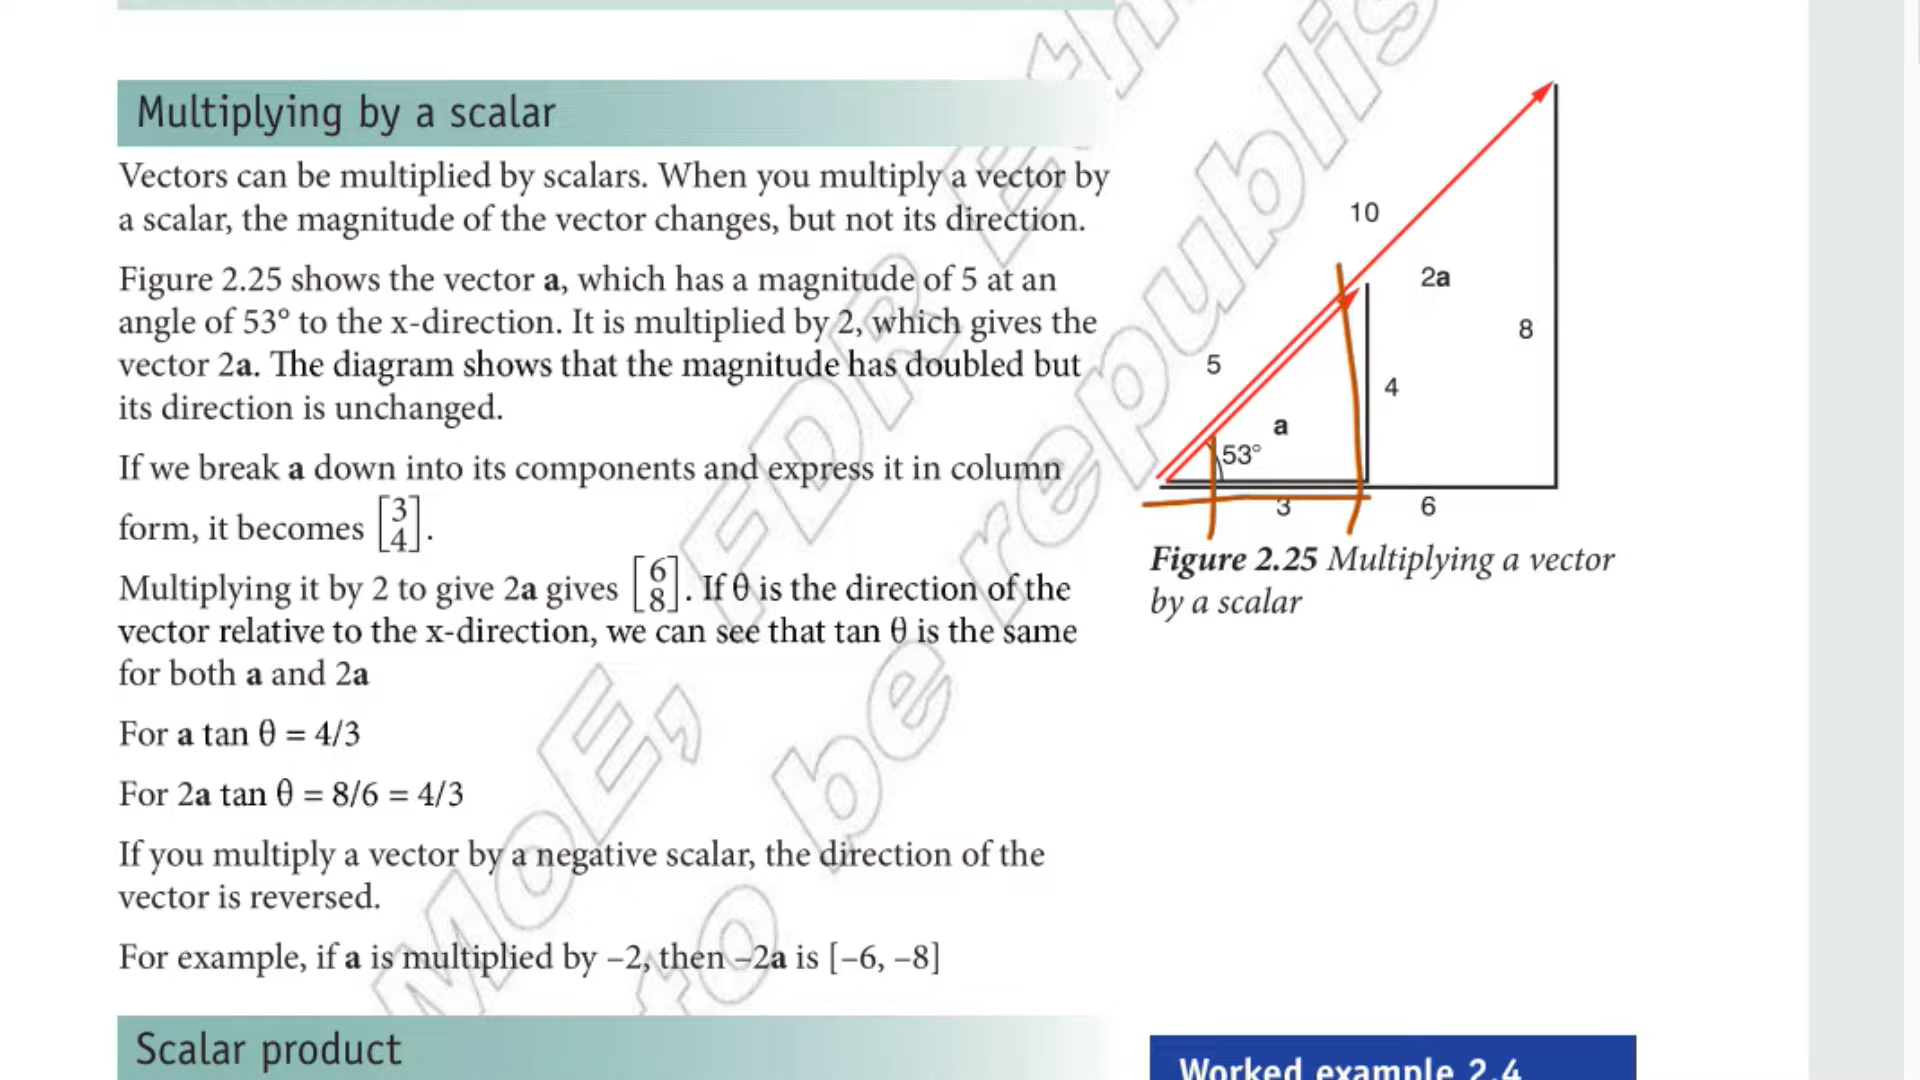 Multiplying by a scalar
Vectors can be multiplied by scalars. When you multiply a vector by
a scalar, the magnitude of the vector changes, but not its direction.
Figure 2.25 shows the vector a, which has a magnitude of 5 at an
angle of 53° to the x-direction. It is multiplied by 2, which gives the
vector 2a. The diagram shows that the magnitude has doubled but
its direction is unchanged.
If we break a down into its components and express it in column
form, it becomes [3 4].
Multiplying it by 2 to give 2a gives [6 8]. If θ is the direction of the
vector relative to the x-direction, we can see that tan θ is the same
for both a and 2a
For a tan θ = 4/3
For 2a tan θ = 8/6 = 4/3
If you multiply a vector by a negative scalar, the direction of the
vector is reversed.
For example, if a is multiplied by –2, then –2a is [–6, –8]
Scalar product
10
2a
8
5
4
a
53°
3
6
Figure 2.25 Multiplying a vector
by a scalar
Worked example 2.4
MoE, FDR
to be republis